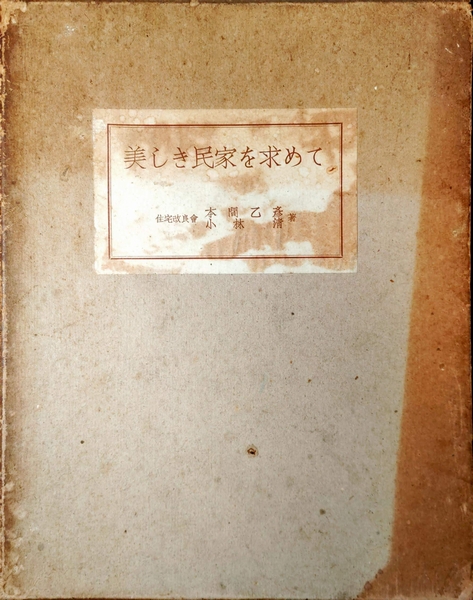 美しき民家を求めて
住宅改良會 本間乙彥 著
小林清